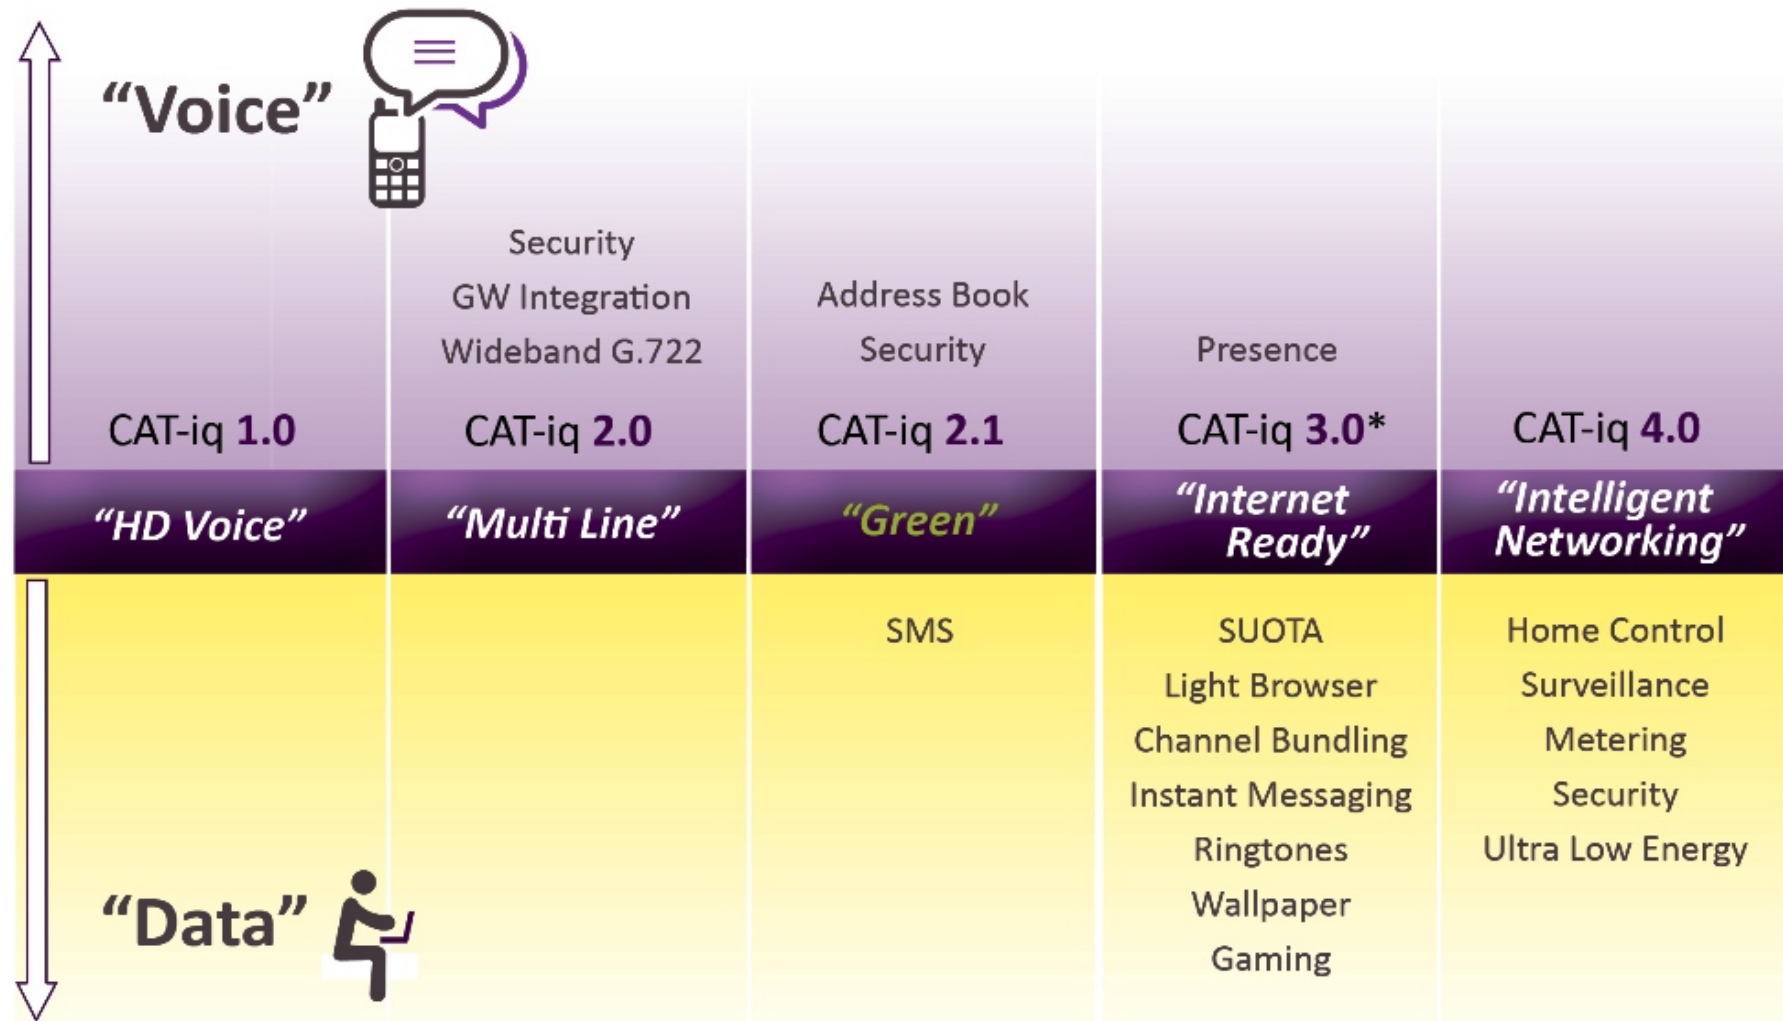 “Voice”
Security
GW Integration
Wideband G.722
Address Book
Security
Presence
CAT-iq 1.0
CAT-iq 2.0
CAT-iq 2.1
CAT-iq 3.0*
CAT-iq 4.0
“HD Voice”
“Multi Line”
“Green”
“Internet
Ready”
“Intelligent
Networking”
SMS
SUOTA
Light Browser
Channel Bundling
Instant Messaging
Ringtones
Wallpaper
Gaming
Home Control
Surveillance
Metering
Security
Ultra Low Energy
“Data”